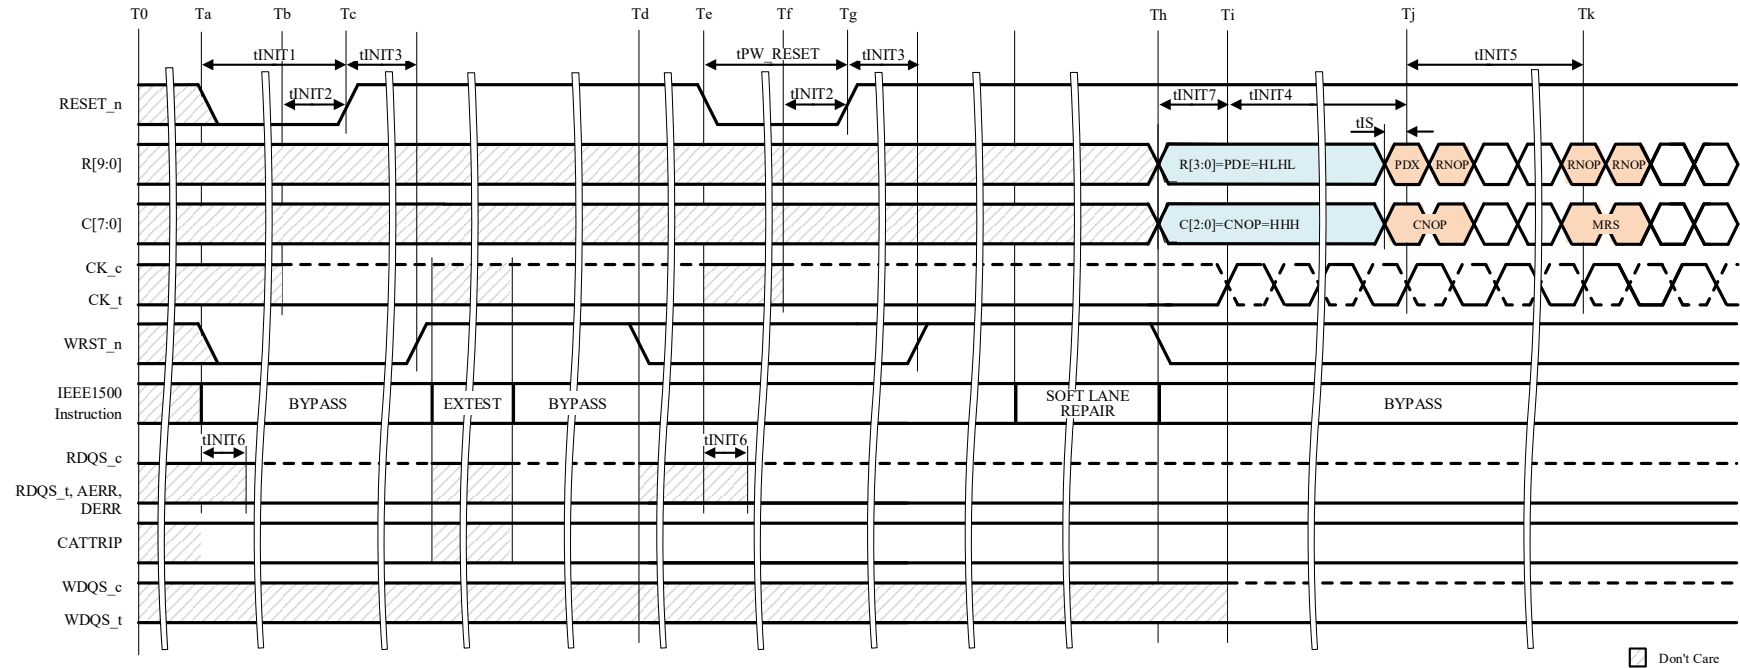 T0 Ta Tb Tc Td Te Tf Tg Th Ti Tj Tk
tINIT1 tINIT3 tPW_RESET tINIT3 tINIT5
RESET_n tINIT2 tINIT2 tINIT7 tINIT4
tIS
R[9:0] R[3:0]=PDE=HLHL PDX RNOP RNOP RNOP
C[7:0] C[2:0]=CNOP=HHH CNOP MRS
CK_c
CK_t
WRST_n
IEEE1500
Instruction
BYPASS EXTEST BYPASS SOFT LANE
REPAIR
BYPASS
tINIT6 tINIT6
RDQS_c
RDQS_t, AERR,
DERR
CATTRIP
WDQS_c
WDQS_t
Don't Care